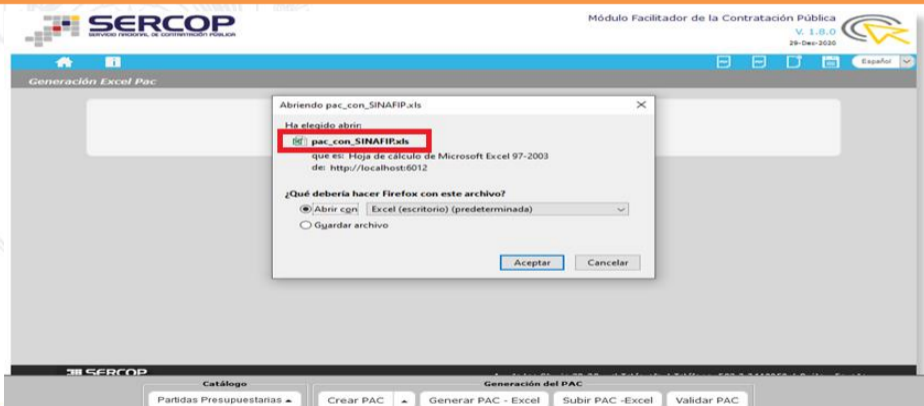 SERCOP
SERVICIO NACIONAL DE CONTRATACIÓN PÚBLICA
Módulo Facilitador de la Contratación Pública
V. 1.8.0
29-Dec-2020
Español
Generación Excel Pac
Abriendo pac_con_SINAFIP.xls
Ha elegido abrir:
pac_con_SINAFIP.xls
que es: Hoja de cálculo de Microsoft Excel 97-2003
de: http://localhost:6012
¿Qué debería hacer Firefox con este archivo?
Abrir con Excel (escritorio) (predeterminada)
Guardar archivo
Aceptar Cancelar
SERCOP
Catálogo Generación del PAC
Partidas Presupuestarias Crear PAC Generar PAC - Excel Subir PAC -Excel Validar PAC